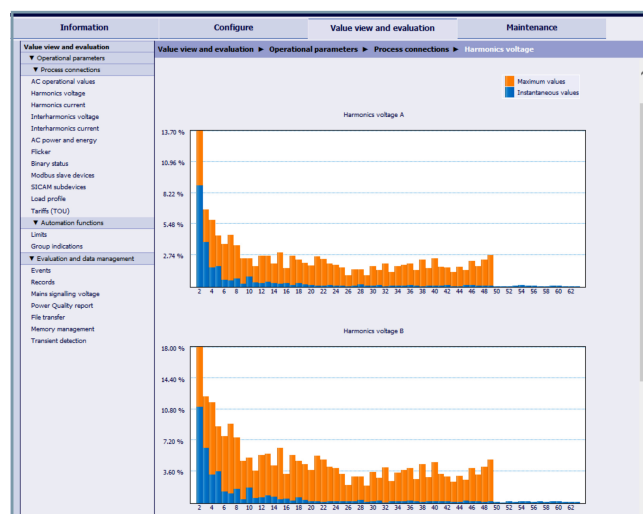 Information Configure Value view and evaluation Maintenance
Value view and evaluation
▼ Operational parameters
▼ Process connections
AC operational values
Harmonics voltage
Harmonics current
Interharmonics voltage
Interharmonics current
AC power and energy
Flicker
Binary status
Modbus slave devices
SICAM subdevices
Load profile
Tariffs (TOU)
▼ Automation functions
Limits
Group indications
▼ Evaluation and data management
Events
Records
Mains signalling voltage
Power Quality report
File transfer
Memory management
Transient detection
Value view and evaluation ► Operational parameters ► Process connections ► Harmonics voltage
Maximum values
Instantaneous values
Harmonics voltage A
13.70 %
10.96 %
8.22 %
5.48 %
2.74 %
2 4 6 8 10 12 14 16 18 20 22 24 26 28 30 32 34 36 38 40 42 44 46 48 50 52 54 56 58 60 62
Harmonics voltage B
18.00 %
14.40 %
10.80 %
7.20 %
3.60 %
2 4 6 8 10 12 14 16 18 20 22 24 26 28 30 32 34 36 38 40 42 44 46 48 50 52 54 56 58 60 62